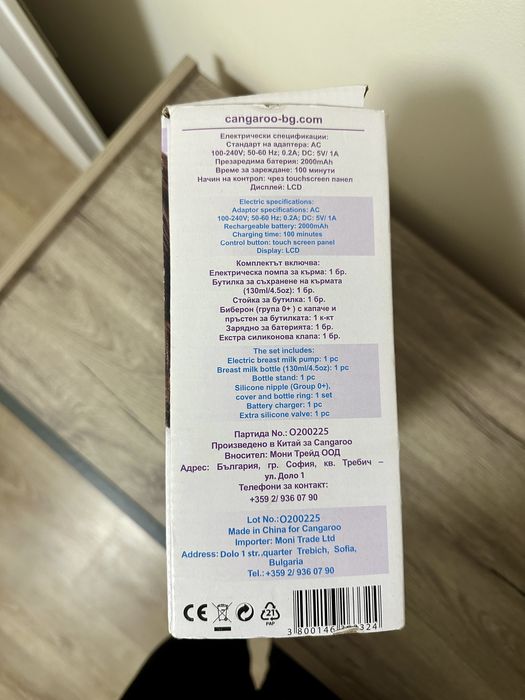 cangaroo-bg.com
Електрически спецификации:
Стандарт на адаптера: AC
100-240V; 50-60 Hz; 0.2A; DC: 5V/ 1A
Презаредима батерия: 2000mAh
Време за зареждане: 100 минути
Начин на контрол: чрез touchscreen панел
Дисплей: LCD
Electric specifications:
Adaptor specifications: AC
100-240V; 50-60 Hz; 0.2A; DC: 5V/ 1A
Rechargeable battery: 2000mAh
Charging time: 100 minutes
Control button: touch screen panel
Display: LCD
Комплектът включва:
Електрическа помпа за кърма: 1 бр.
Бутилка за съхранение на кърмата
(130ml/4.5oz): 1 бр.
Стойка за бутилка: 1 бр.
Биберон (група 0+ ) с капаче и
пръстен за бутилката: 1 к-кт
Зарядно за батерията: 1 бр.
Екстра силиконова клапа: 1 бр.
The set includes:
Electric breast milk pump: 1 pc
Breast milk bottle (130ml/4.5oz): 1 pc
Bottle stand: 1 pc
Silicone nipple (Group 0+),
cover and bottle ring: 1 set
Battery charger: 1 pc
Extra silicone valve: 1 pc
Партида No.: O200225
Произведено в Китай за Cangaroo
Вносител: Мони Трейд ООД
Адрес: България, гр. София, кв. Требич –
ул. Доло 1
Телефони за контакт:
+359 2/ 936 07 90
Lot No.:O200225
Made in China for Cangaroo
Importer: Moni Trade Ltd
Address: Dolo 1 str.,quarter Trebich, Sofia,
Bulgaria
Tel.: +359 2/ 936 07 90
CE
21
PAP
3 800146